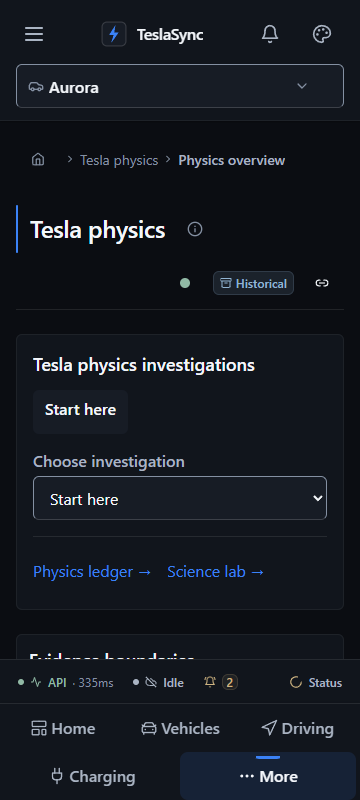 TeslaSync
Aurora
Tesla physics
Physics overview
Tesla physics
Historical
Tesla physics investigations
Start here
Choose investigation
Start here
Physics ledger →
Science lab →
API · 335ms
Idle
2
Status
Home
Vehicles
Driving
Charging
More